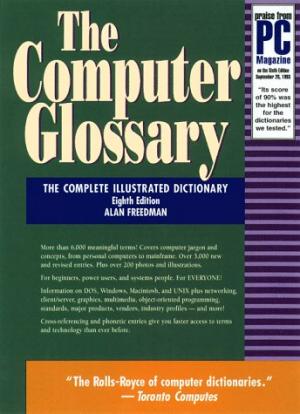 The
Computer
Glossary
THE COMPLETE ILLUSTRATED DICTIONARY
Eighth Edition
ALAN FREEDMAN
praise from
PC
Magazine
on the Sixth Edition
September 28, 1993
"Its score
of 90% was
the highest
for the
dictionaries
we tested."
More than 6,000 meaningful terms! Covers computer jargon and
concepts, from personal computers to mainframe. Over 3,000 new
and revised entries. Plus over 200 photos and illustrations.
For beginners, power users, and systems people. For EVERYONE!
Information on DOS, Windows, Macintosh, and UNIX plus networking,
client/server, graphics, multimedia, object-oriented programming,
standards, major products, vendors, industry profiles — and more!
Cross-referencing and phonetic entries give you faster access to terms
and technology than ever before.
"The Rolls-Royce of computer dictionaries."
— Toronto Computes